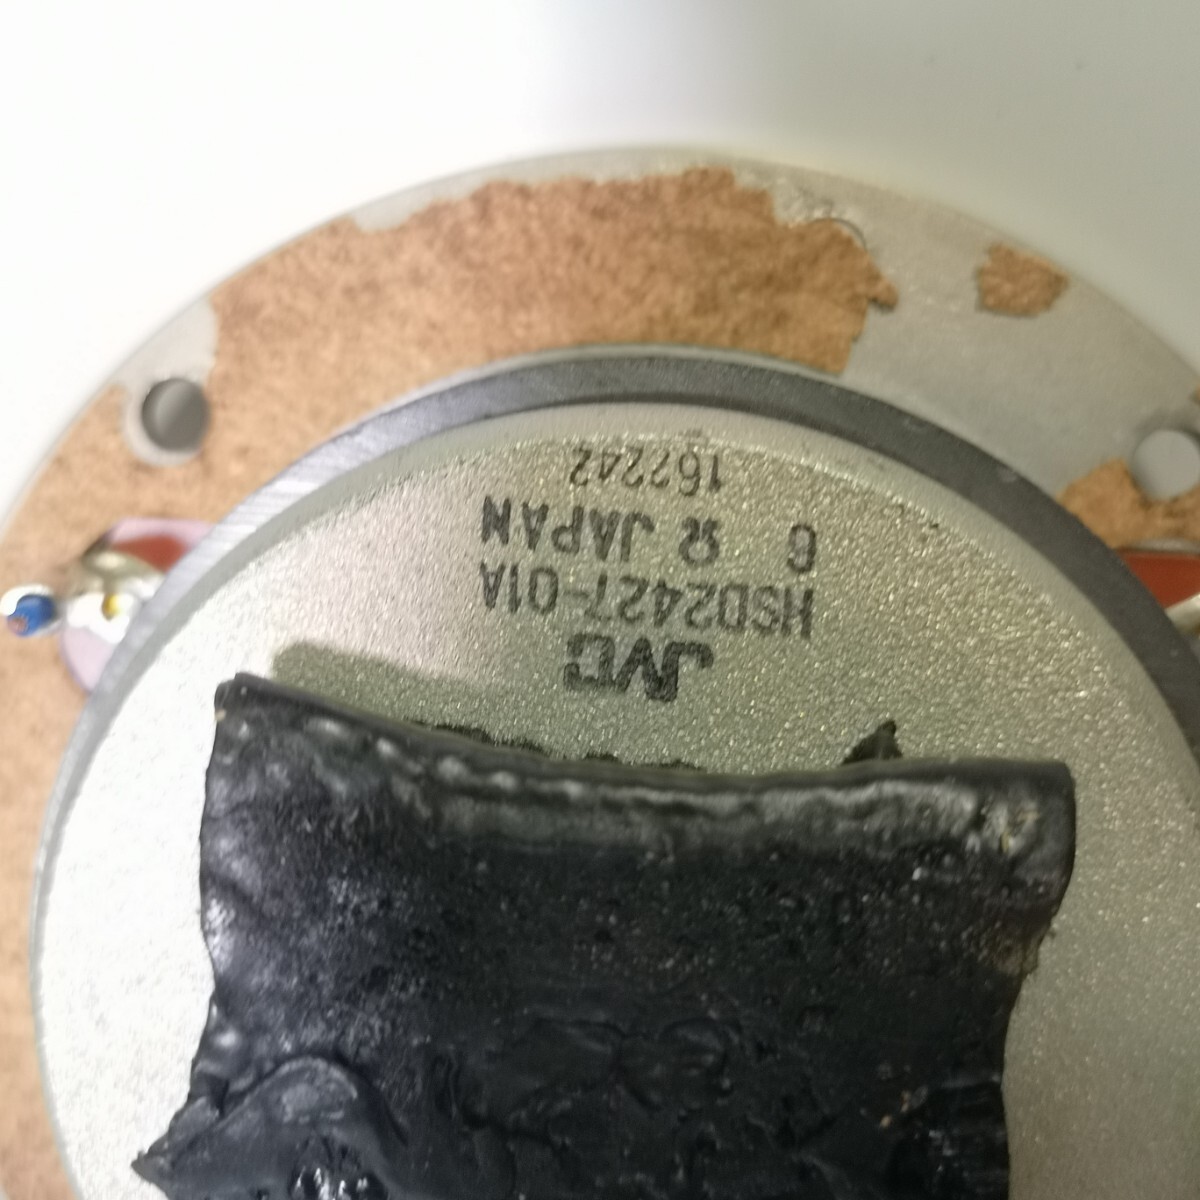 JVC
HSD2427-01A
6 Ω JAPAN
162242